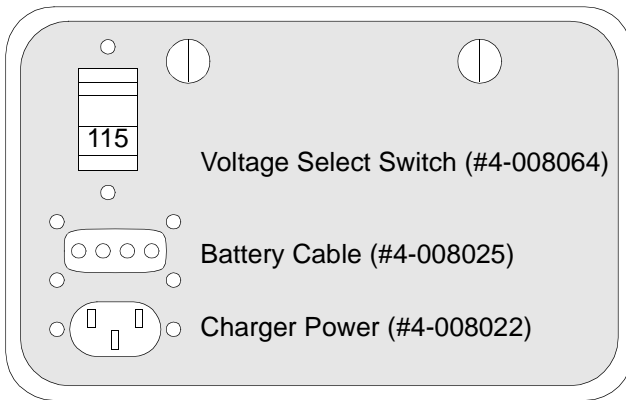 115
Voltage Select Switch (#4-008064)
Battery Cable (#4-008025)
Charger Power (#4-008022)